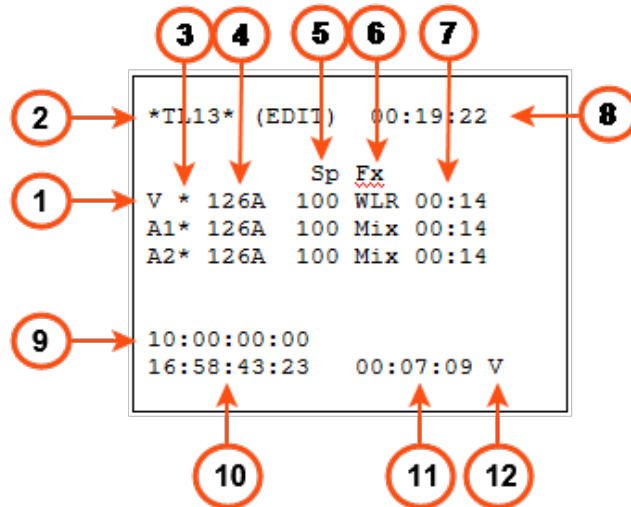 3 4 5 6 7
2 *TL13* (EDIT) 00:19:22 8
Sp Fx
1 V * 126A 100 WLR 00:14
A1* 126A 100 Mix 00:14
A2* 126A 100 Mix 00:14
9 10:00:00:00
16:58:43:23 00:07:09 V
10 11 12